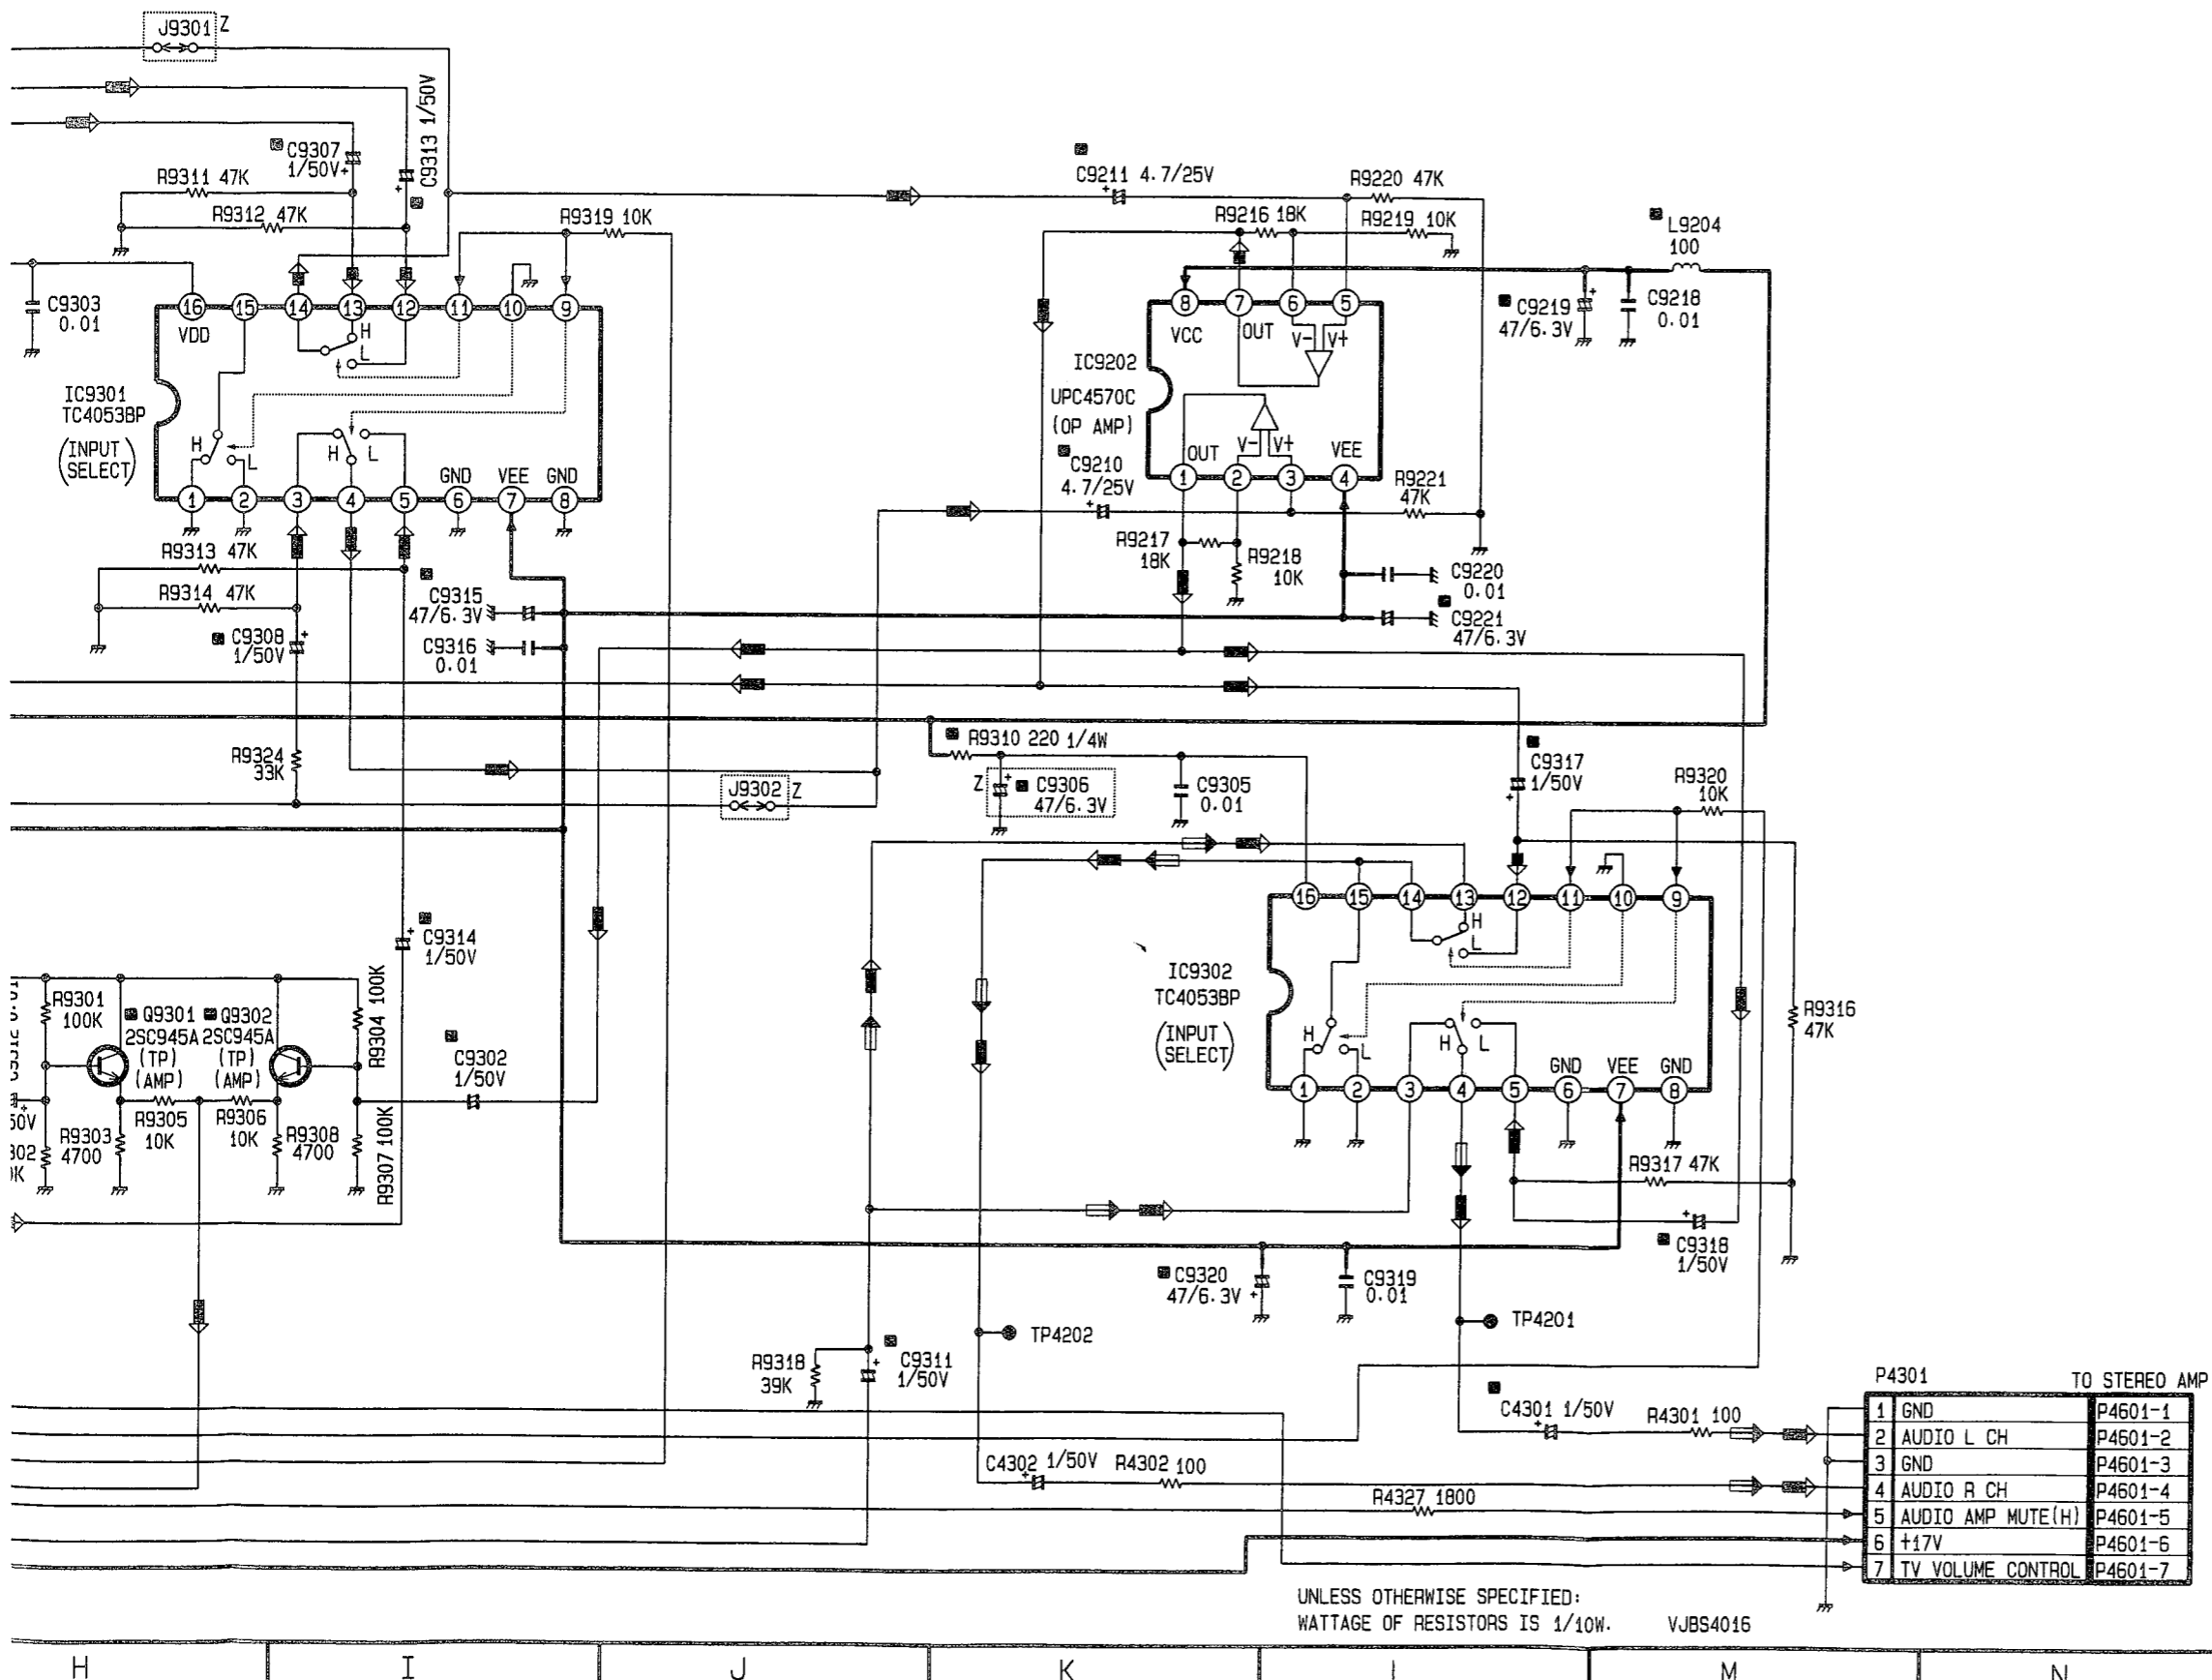 J9301 Z
C9313 1/50V
C9307
1/50V
+
+
R9311 47K
R9312 47K
R9319 10K
C9211 4.7/25V
+
R9220 47K
R9216 18K
R9219 10K
L9204
100
C9303
0.01
16 15 14 13 12 11 10 9
VDD
H
L
IC9301
TC4053BP
(INPUT
SELECT)
H
L
H
L
GND
VEE
GND
1 2 3 4 5 6 7 8
8 7 6 5
VCC
OUT
V-
V+
IC9202
UPC4570C
(OP AMP)
OUT
V-
V+
VEE
1 2 3 4
C9219
47/6.3V
+
C9218
0.01
C9210
4.7/25V
+
R9221
47K
R9217
18K
R9218
10K
C9220
0.01
C9221
47/6.3V
R9313 47K
R9314 47K
C9308
1/50V
+
C9315
47/6.3V
C9316
0.01
R9324
33K
R9310 220 1/4W
J9302 Z
Z
C9306
47/6.3V
+
C9305
0.01
C9317
1/50V
+
R9320
10K
C9314
1/50V
+
16 15 14 13 12 11 10 9
H
L
IC9302
TC4053BP
(INPUT
SELECT)
H
L
H
L
GND
VEE
GND
1 2 3 4 5 6 7 8
R9316
47K
R9301
100K
Q9301
2SC945A
(TP)
(AMP)
Q9302
2SC945A
(TP)
(AMP)
R9304 100K
C9302
1/50V
50V
302
R9303
4700
R9305
10K
R9306
10K
R9308
4700
R9307 100K
R9317 47K
C9318
1/50V
+
C9320
47/6.3V
+
C9319
0.01
TP4202
TP4201
R9318
39K
C9311
1/50V
+
P4301
TO STEREO AMP
1 GND P4601-1
2 AUDIO L CH P4601-2
3 GND P4601-3
4 AUDIO R CH P4601-4
5 AUDIO AMP MUTE(H) P4601-5
6 +17V P4601-6
7 TV VOLUME CONTROL P4601-7
C4301 1/50V
+
R4301 100
C4302 1/50V
+
R4302 100
R4327 1800
UNLESS OTHERWISE SPECIFIED:
WATTAGE OF RESISTORS IS 1/10W.
VJBS4016
H I J K L M N